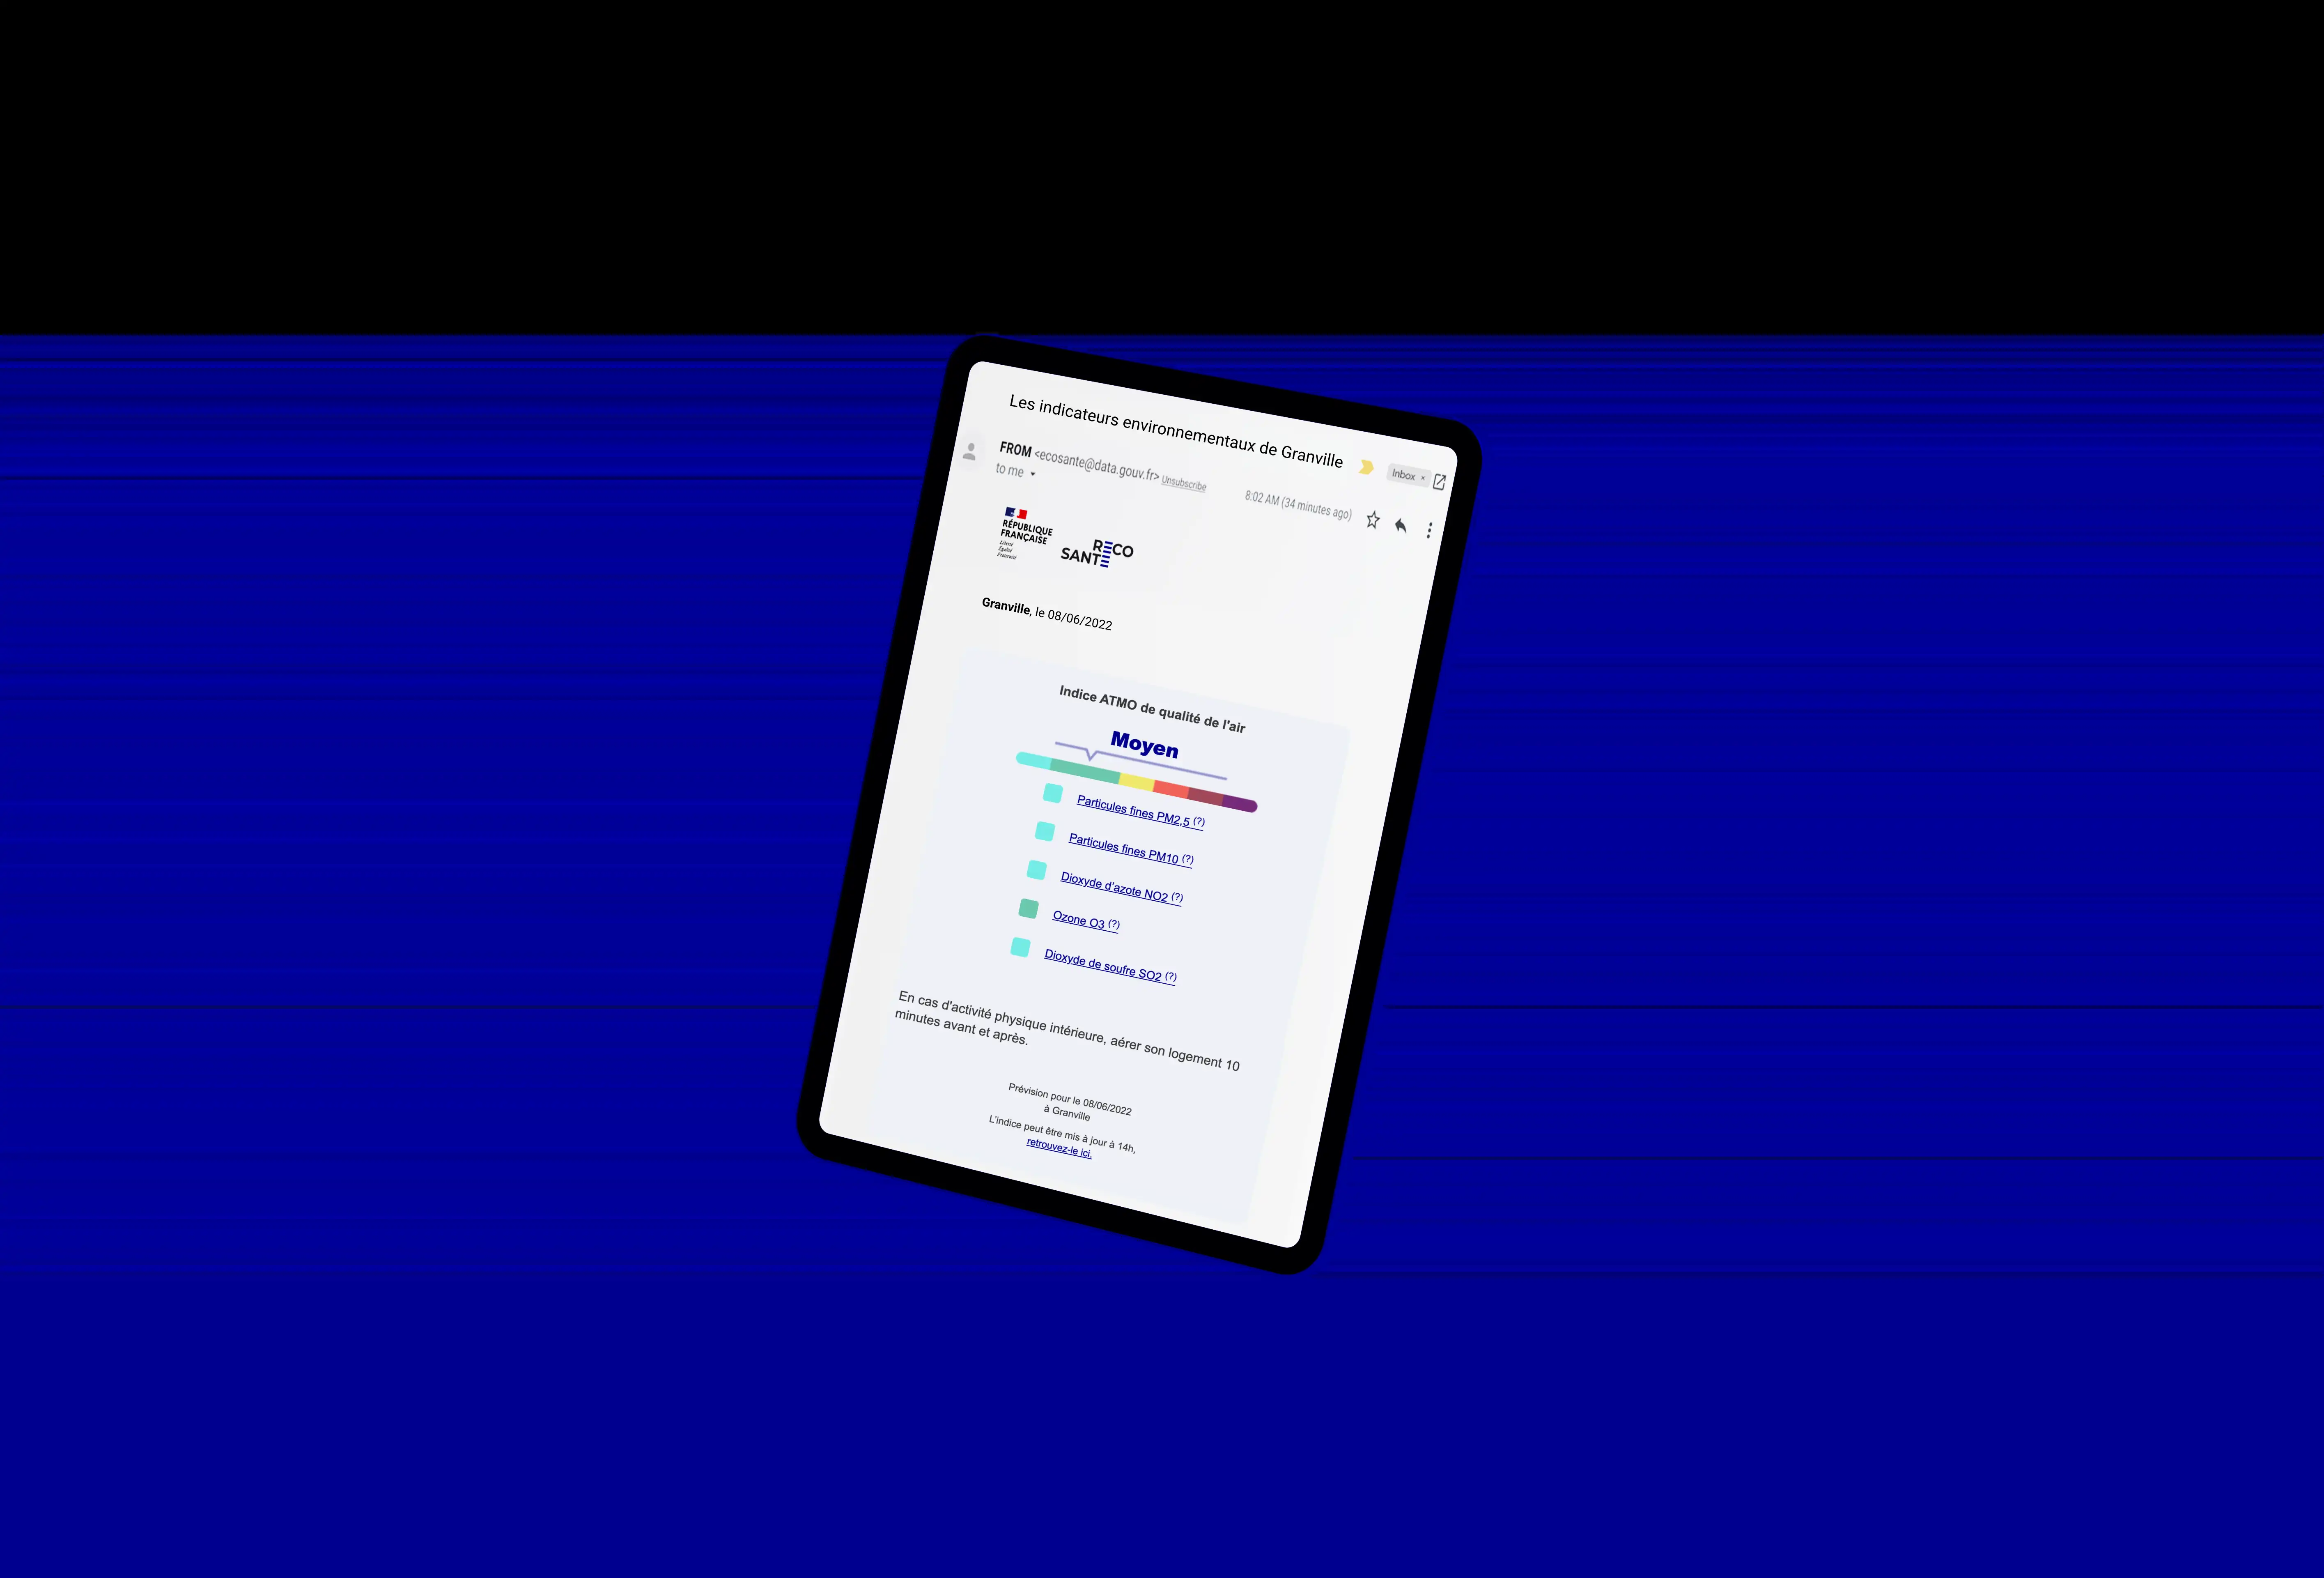 Les indicateurs environnementaux de Granville
Inbox ×
FROM <ecosante@data.gouv.fr> Unsubscribe
8:02 AM (34 minutes ago)
to me
RÉPUBLIQUE
FRANÇAISE
Liberté
Égalité
Fraternité
RECO
SANTÉ
Granville, le 08/06/2022
Indice ATMO de qualité de l'air
Moyen
Particules fines PM2,5 (?)
Particules fines PM10 (?)
Dioxyde d'azote NO2 (?)
Ozone O3 (?)
Dioxyde de soufre SO2 (?)
En cas d'activité physique intérieure, aérer son logement 10
minutes avant et après.
Prévision pour le 08/06/2022
à Granville
L'indice peut être mis à jour à 14h,
retrouvez-le ici.